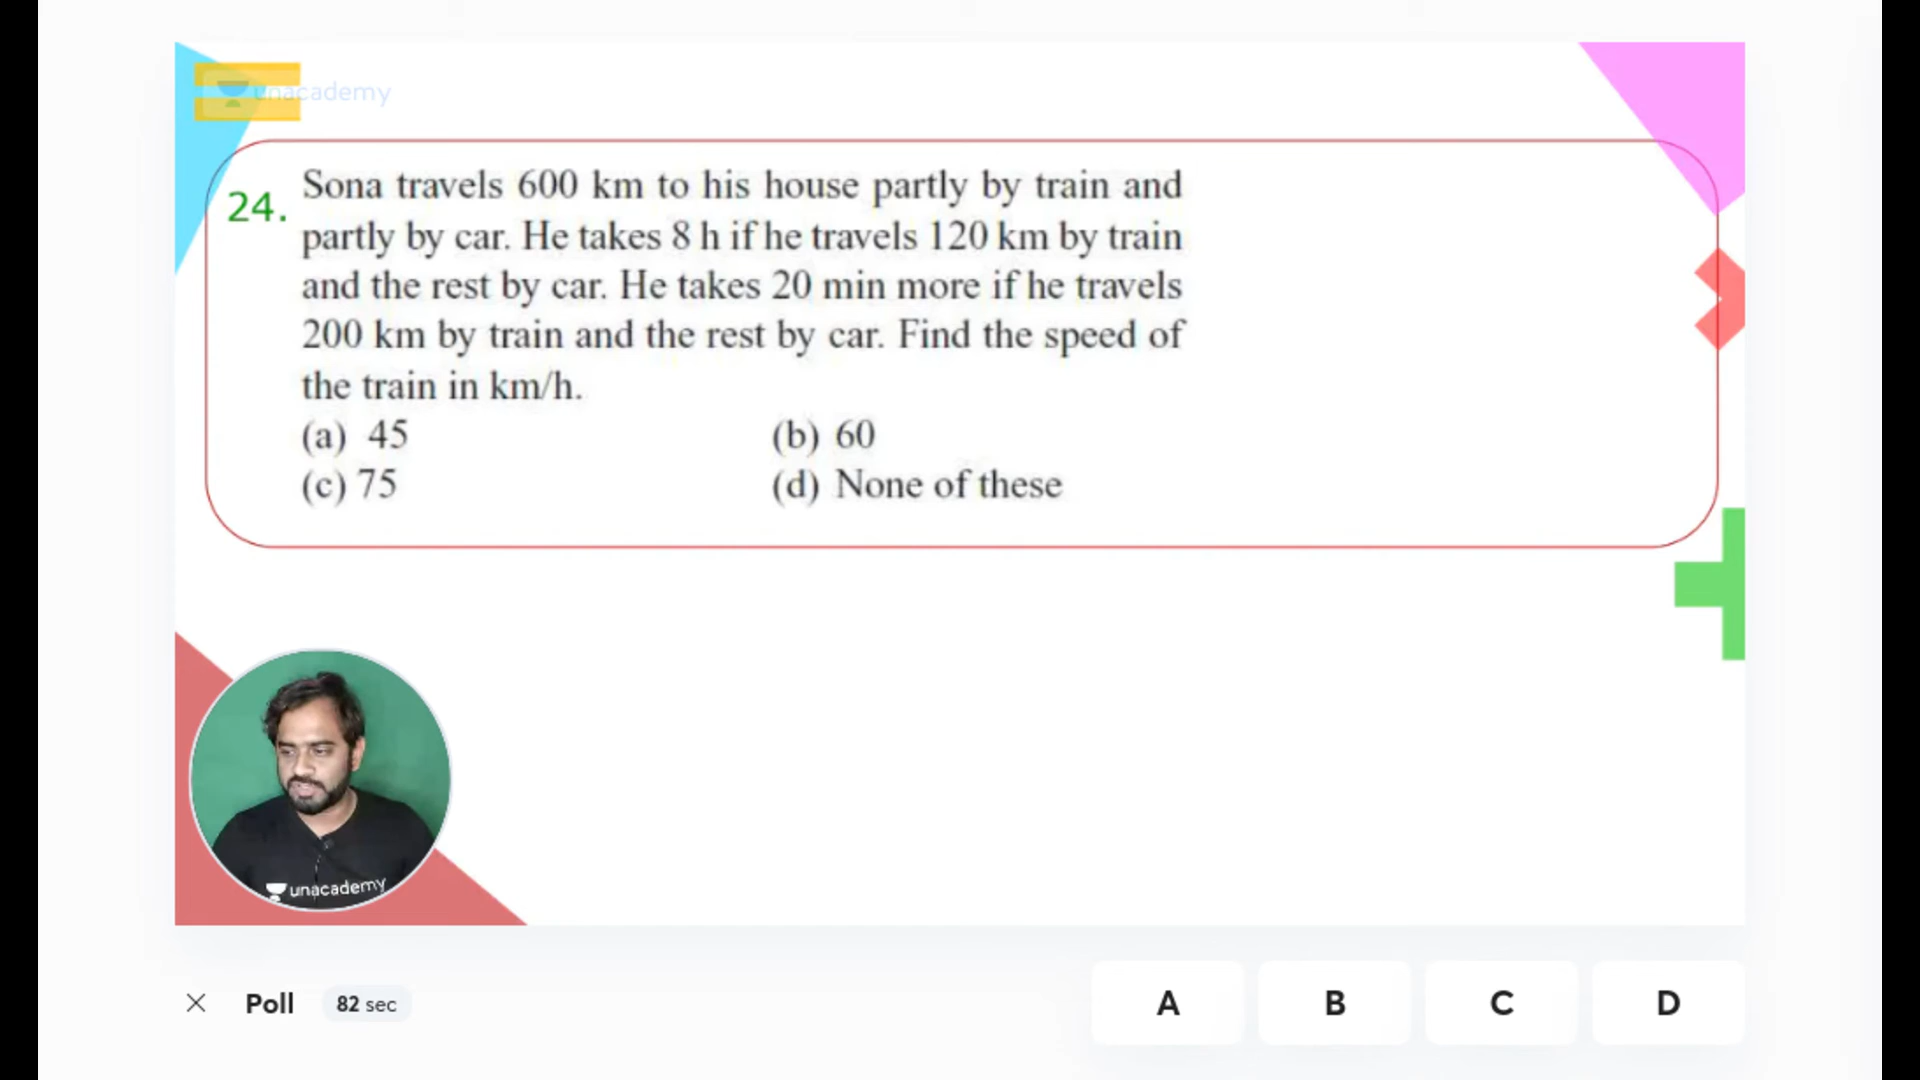 unacademy
24.
Sona travels 600 km to his house partly by train and
partly by car. He takes 8 h if he travels 120 km by train
and the rest by car. He takes 20 min more if he travels
200 km by train and the rest by car. Find the speed of
the train in km/h.
(a) 45 (b) 60
(c) 75 (d) None of these
unacademy
Poll 82 sec A B C D